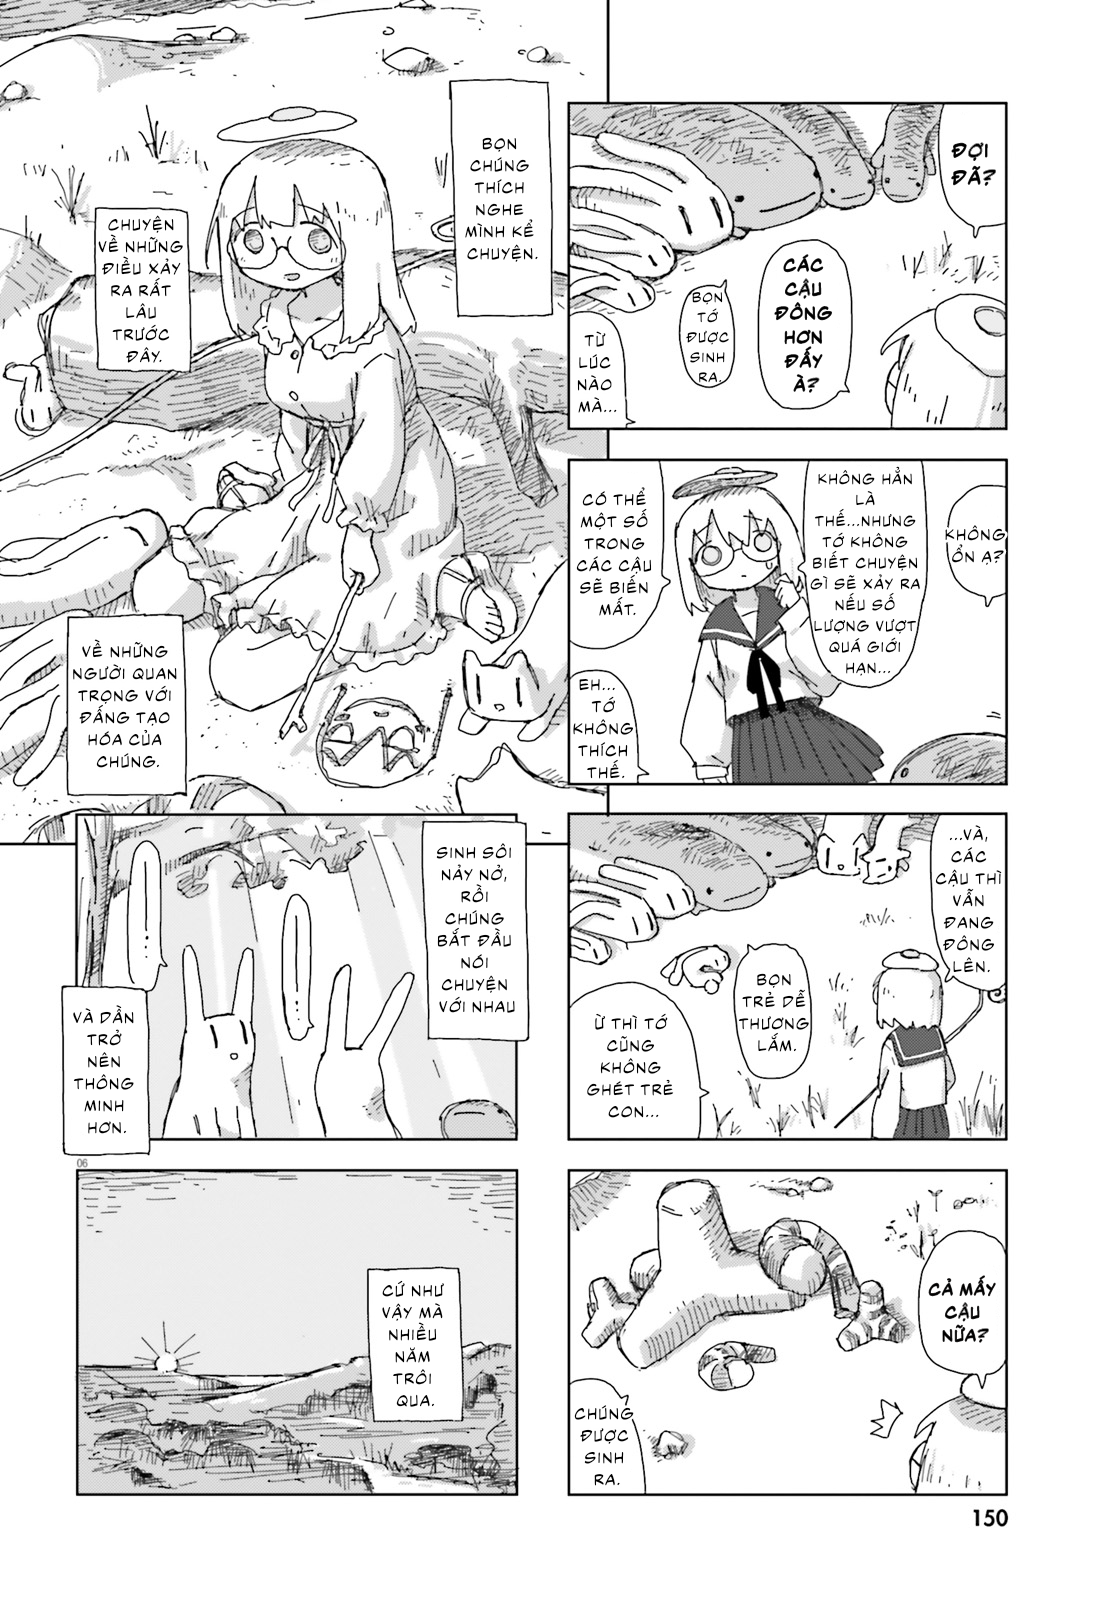 ĐỢI
ĐÃ?
CÁC
CẬU
ĐÔNG
HƠN
ĐẤY
À?
BỌN
TỚ
ĐƯỢC
SINH
RA.
TỪ
LÚC
NÀO
MÀ...
KHÔNG
ỔN Ạ?
KHÔNG HẲN
LÀ
THẾ...NHƯNG
TỚ KHÔNG
BIẾT CHUYỆN
GÌ SẼ XẢY RA
NẾU SỐ
LƯỢNG VƯỢT
QUÁ GIỚI
HẠN...
CÓ THỂ
MỘT SỐ
TRONG
CÁC CẬU
SẼ BIẾN
MẤT.
EH...
TỚ
KHÔNG
THÍCH
THẾ.
...VÀ,
CÁC
CẬU THÌ
VẪN
ĐANG
ĐÔNG
LÊN.
BỌN
TRẺ DỄ
THƯƠNG
LẮM.
Ừ THÌ TỚ
CŨNG
KHÔNG
GHÉT TRẺ
CON...
CẢ MẤY
CẬU
NỮA?
CHÚNG
ĐƯỢC
SINH
RA.
BỌN
CHÚNG
THÍCH
NGHE
MÌNH KỂ
CHUYỆN.
CHUYỆN
VỀ NHỮNG
ĐIỀU XẢY
RA RẤT
LÂU
TRƯỚC
ĐÂY.
VỀ NHỮNG
NGƯỜI QUAN
TRỌNG VỚI
ĐẤNG TẠO
HÓA CỦA
CHÚNG.
SINH SÔI
NẢY NỞ,
RỒI
CHÚNG
BẮT ĐẦU
NÓI
CHUYỆN
VỚI NHAU
VÀ DẦN
TRỞ
NÊN
THÔNG
MINH
HƠN.
06
CỨ NHƯ
VẬY MÀ
NHIỀU
NĂM
TRÔI
QUA.
150